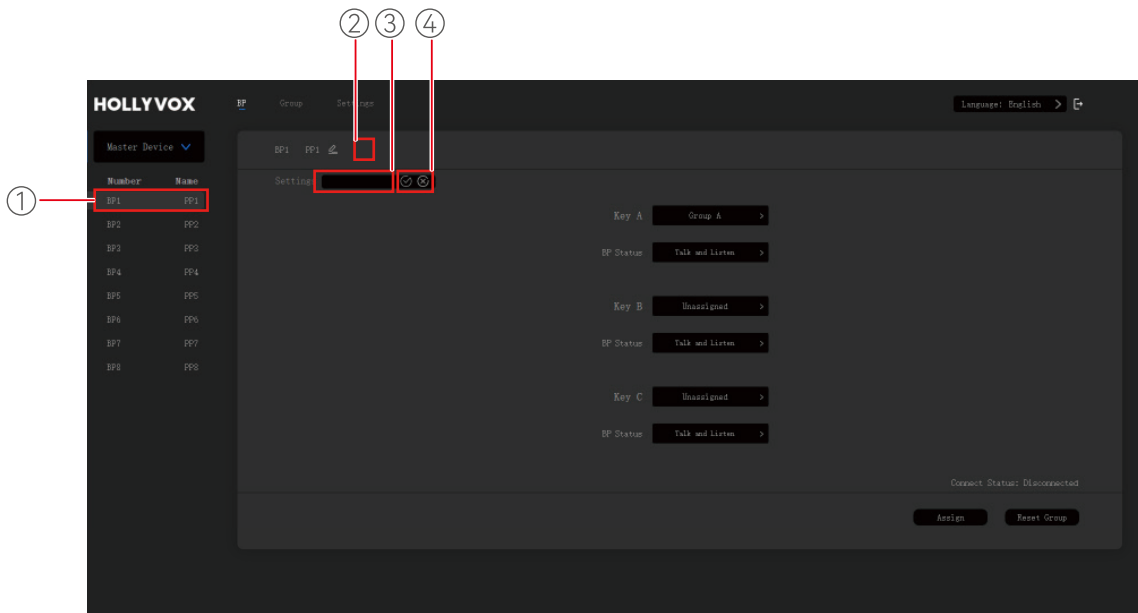 ② ③ ④
HOLLYVOX BP Group Settings Language: English
Master Device
BP1 PP1
Number Name
Setting
①
BP1 PP1
BP2 PP2
BP3 PP3
BP4 PP4
BP5 PP5
BP6 PP6
BP7 PP7
BP8 PP8
Key A Group A >
BP Status Talk and Listen >
Key B Unassigned >
BP Status Talk and Listen >
Key C Unassigned >
BP Status Talk and Listen >
Connect Status: Disconnected
Assign Reset Group